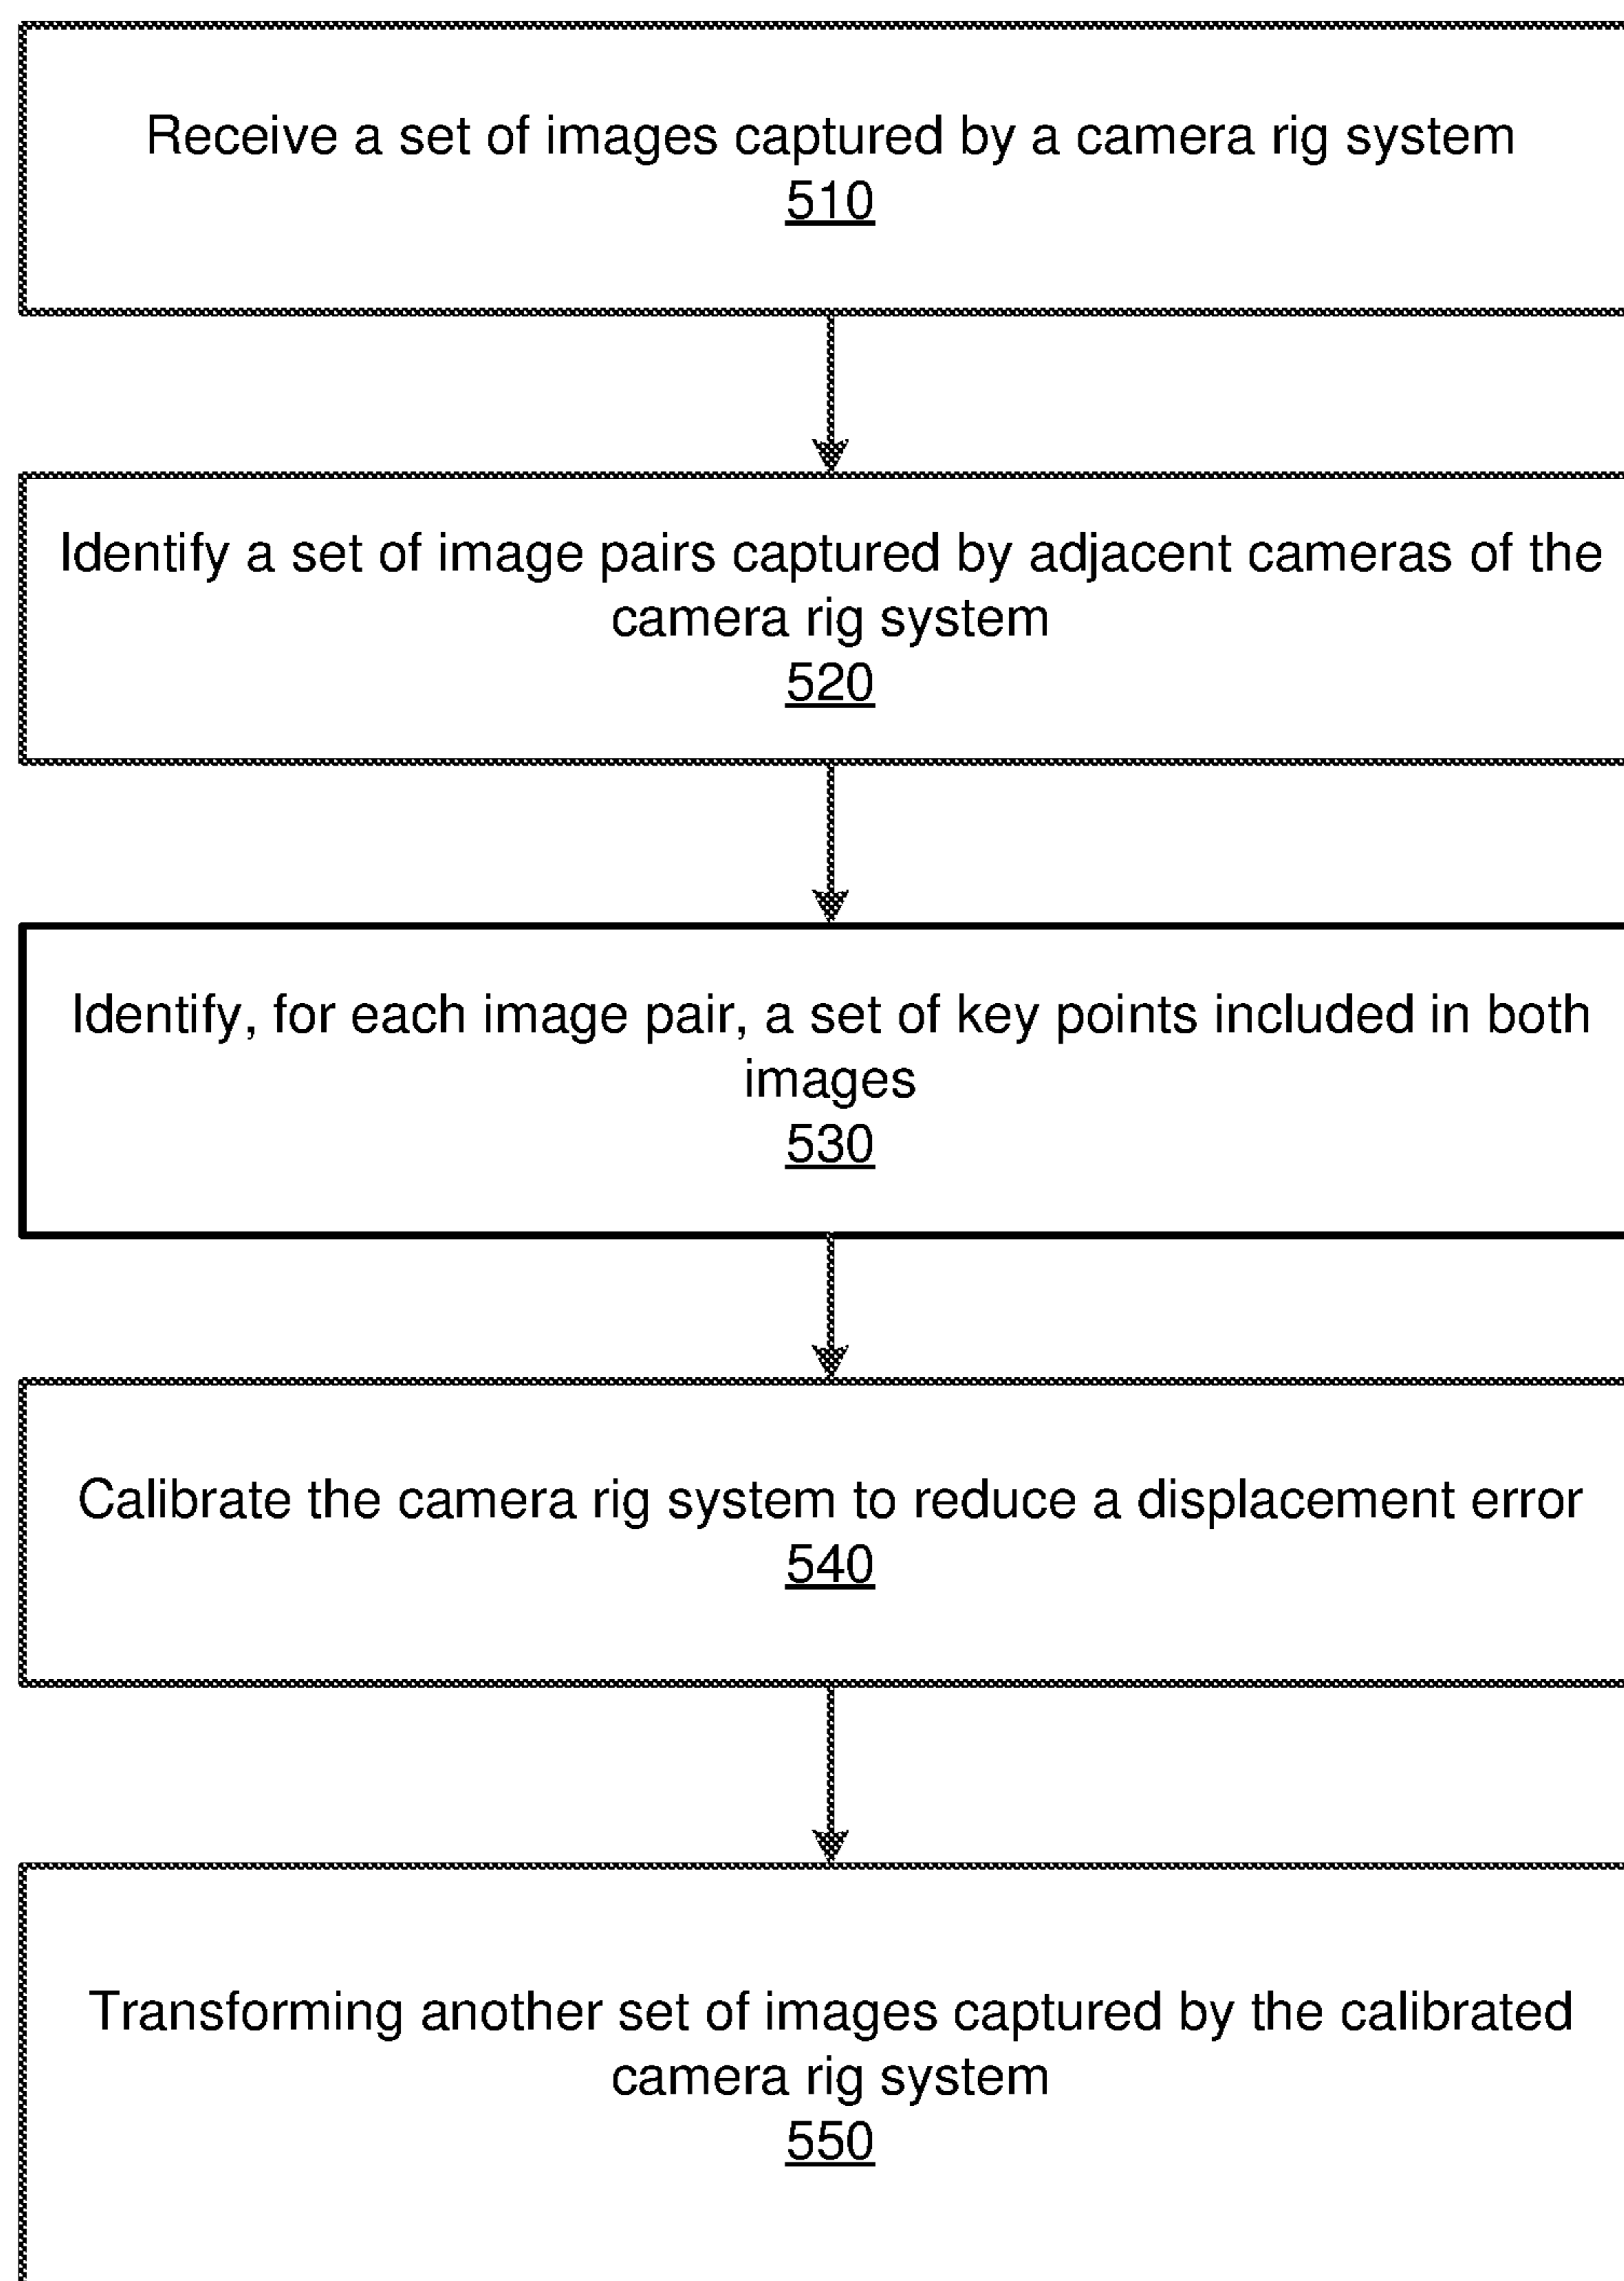 Receive a set of images captured by a camera rig system
510
Identify a set of image pairs captured by adjacent cameras of the
camera rig system
520
Identify, for each image pair, a set of key points included in both
images
530
Calibrate the camera rig system to reduce a displacement error
540
Transforming another set of images captured by the calibrated
camera rig system
550